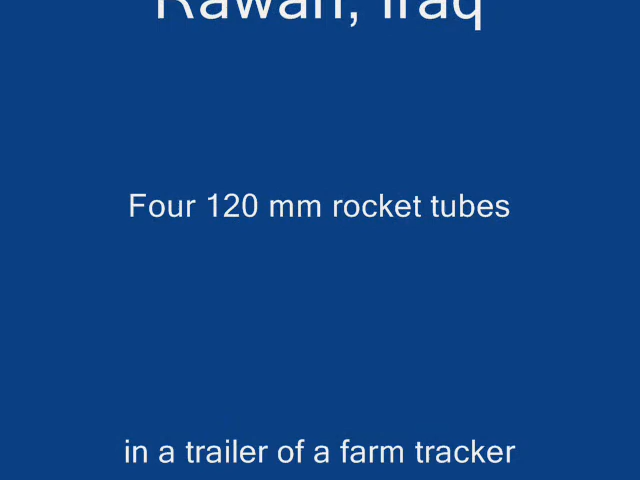 Rawah, Iraq
Four 120 mm rocket tubes
in a trailer of a farm tracker